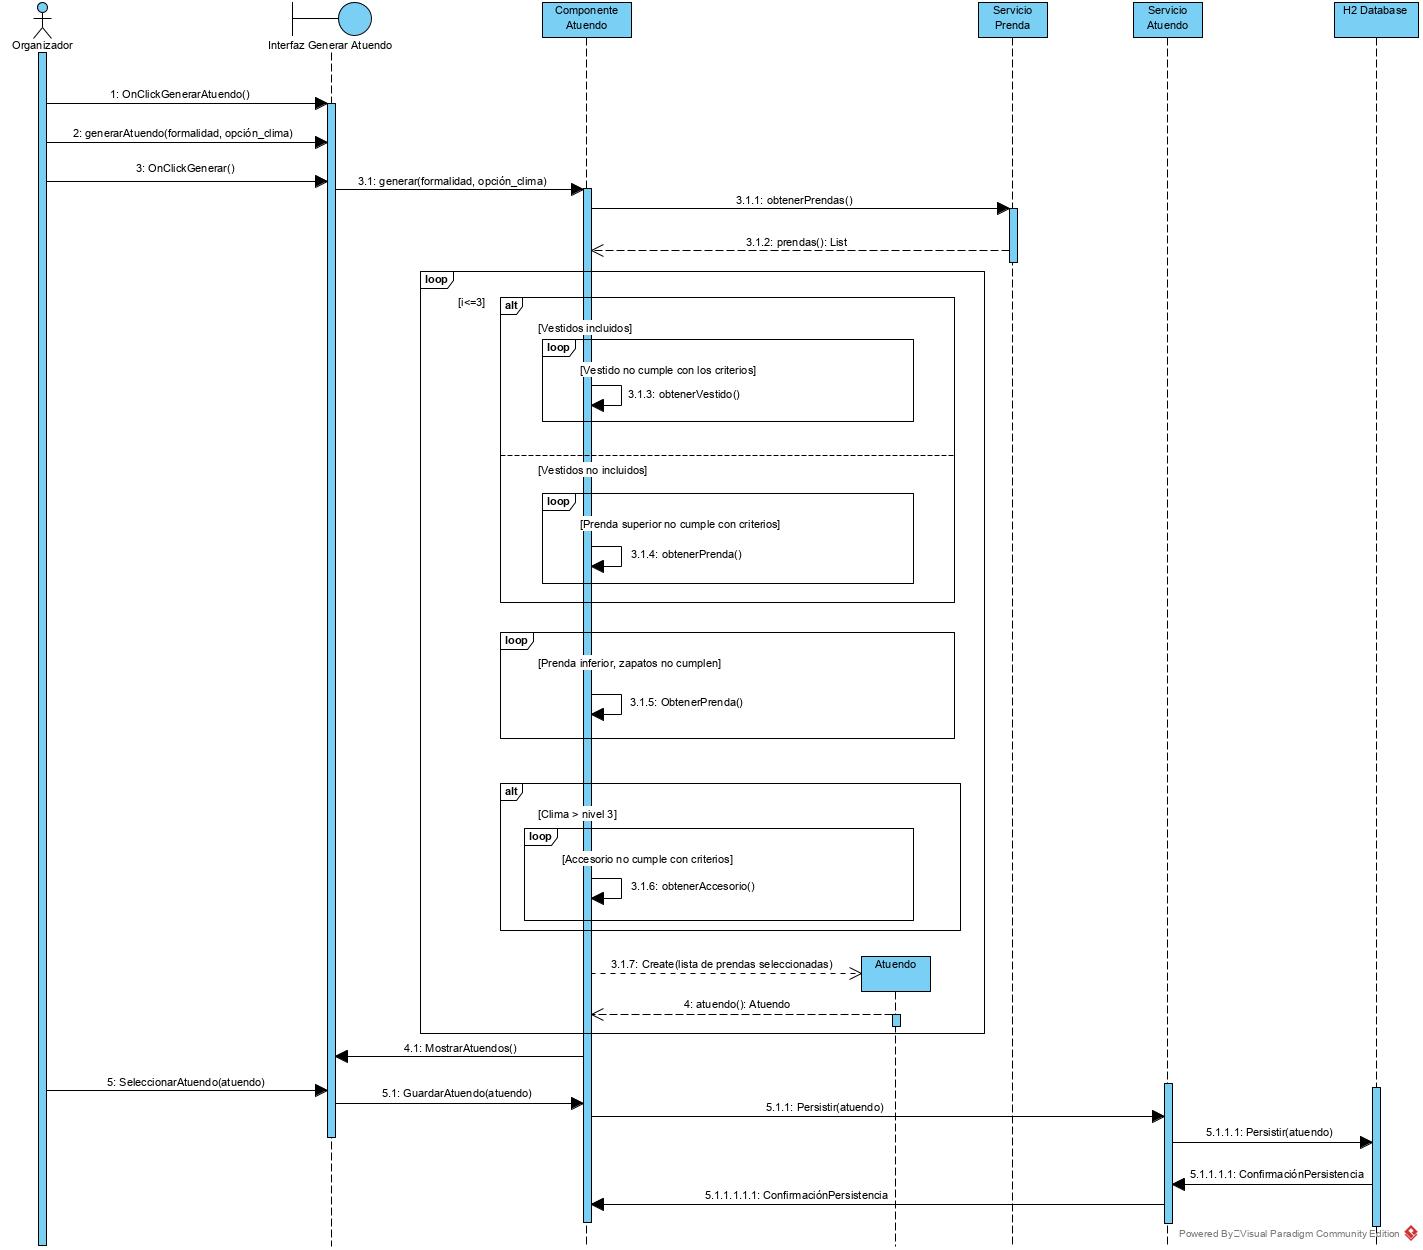 Organizador
Interfaz Generar Atuendo
Componente
Atuendo
Servicio
Prenda
Servicio
Atuendo
H2 Database
1: OnClickGenerarAtuendo()
2: generarAtuendo(formalidad, opción_clima)
3: OnClickGenerar()
3.1: generar(formalidad, opción_clima)
3.1.1: obtenerPrendas()
3.1.2: prendas(): List
loop
[i<=3]
alt
[Vestidos incluidos]
loop
[Vestido no cumple con los criterios]
3.1.3: obtenerVestido()
[Vestidos no incluidos]
loop
[Prenda superior no cumple con criterios]
3.1.4: obtenerPrenda()
loop
[Prenda inferior, zapatos no cumplen]
3.1.5: ObtenerPrenda()
alt
[Clima > nivel 3]
loop
[Accesorio no cumple con criterios]
3.1.6: obtenerAccesorio()
3.1.7: Create(lista de prendas seleccionadas)
Atuendo
4: atuendo(): Atuendo
4.1: MostrarAtuendos()
5: SeleccionarAtuendo(atuendo)
5.1: GuardarAtuendo(atuendo)
5.1.1: Persistir(atuendo)
5.1.1.1: Persistir(atuendo)
5.1.1.1.1: ConfirmaciónPersistencia
5.1.1.1.1.1: ConfirmaciónPersistencia
Powered By Visual Paradigm Community Edition